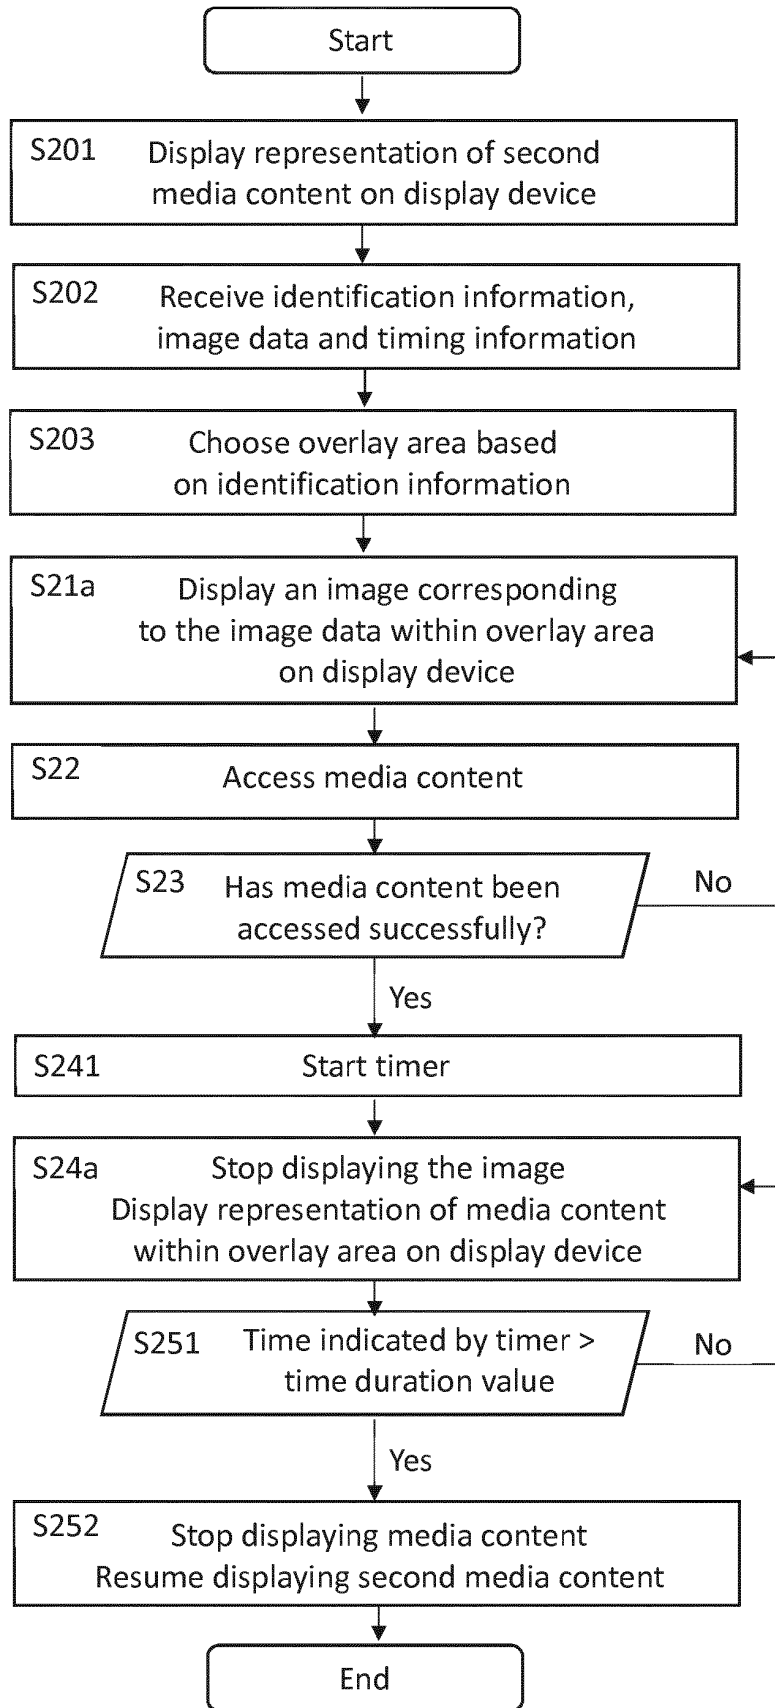 Start
S201 Display representation of second
media content on display device
S202 Receive identification information,
image data and timing information
S203 Choose overlay area based
on identification information
S21a Display an image corresponding
to the image data within overlay area
on display device
S22 Access media content
S23 Has media content been
accessed successfully?
No
Yes
S241 Start timer
S24a Stop displaying the image
Display representation of media content
within overlay area on display device
S251 Time indicated by timer >
time duration value
No
Yes
S252 Stop displaying media content
Resume displaying second media content
End